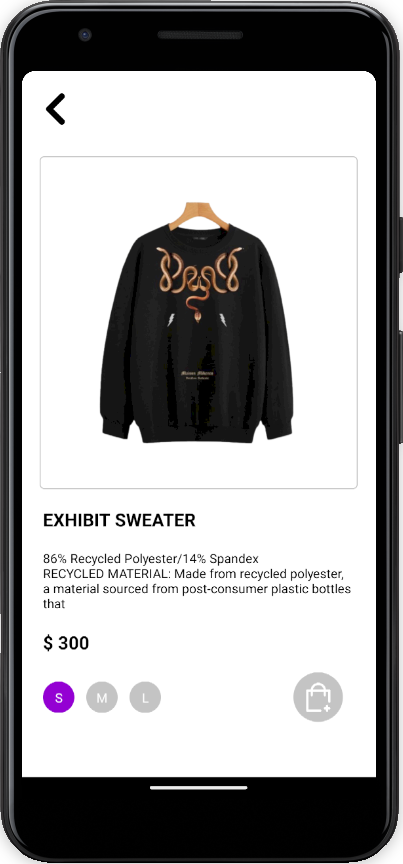 EXHIBIT SWEATER
86% Recycled Polyester/14% Spandex
RECYCLED MATERIAL: Made from recycled polyester,
a material sourced from post-consumer plastic bottles
that
$ 300
S M L